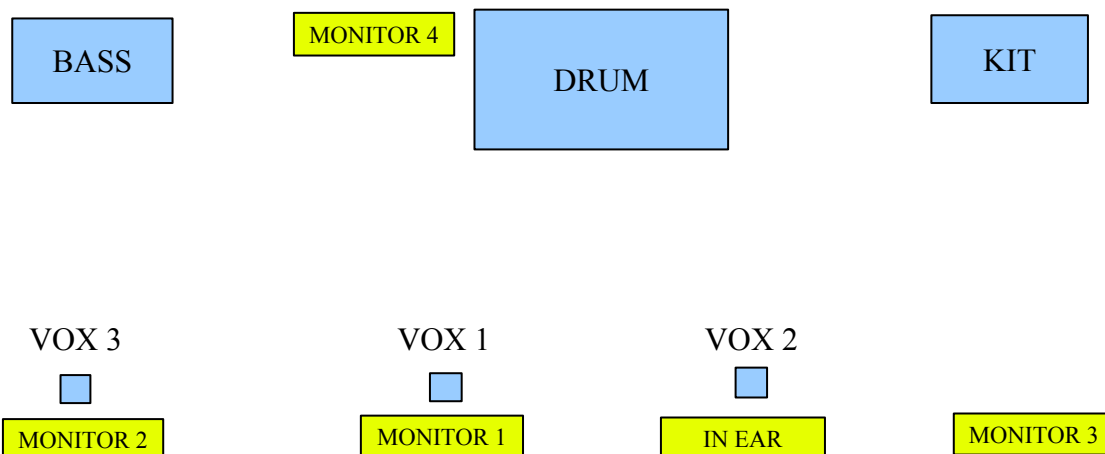 MONITOR 4
BASS
DRUM
KIT
VOX 3
VOX 1
VOX 2
MONITOR 2
MONITOR 1
IN EAR
MONITOR 3